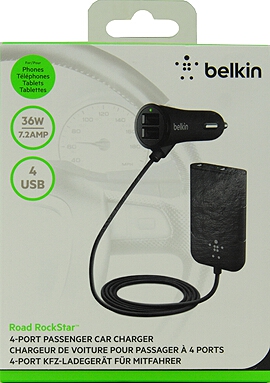 For / Pour
Phones
Téléphones
Tablets
Tablettes
belkin
36W
7.2AMP
4
USB
belkin
Road RockStar™
4-PORT PASSENGER CAR CHARGER
CHARGEUR DE VOITURE POUR PASSAGER À 4 PORTS
4-PORT KFZ-LADEGERÄT FÜR MITFAHRER